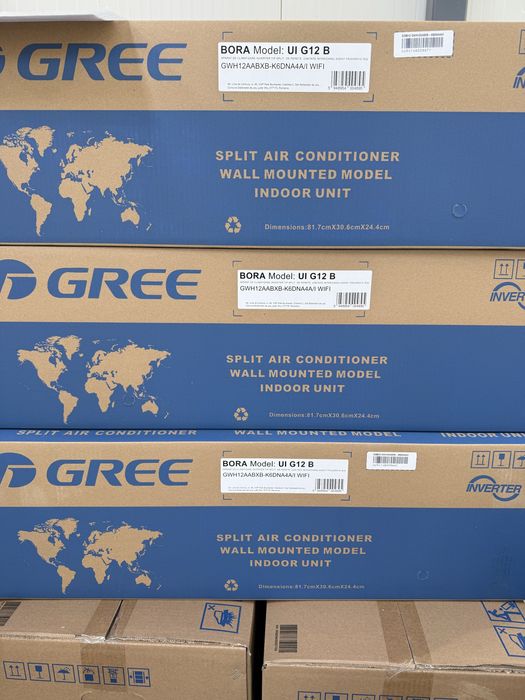 GREE
BORA Model: UI G12 B
GWH12AABXB-K6DNA4A/I WIFI
SPLIT AIR CONDITIONER
WALL MOUNTED MODEL
INDOOR UNIT
Dimensions:81.7cmX30.6cmX24.4cm
GREE
BORA Model: UI G12 B
GWH12AABXB-K6DNA4A/I WIFI
INVER
SPLIT AIR CONDITIONER
WALL MOUNTED MODEL
INDOOR UNIT
Dimensions:81.7cmX30.6cmX24.4cm
SPLIT AIR CONDITIONER WALL MOUNTED MODEL INDOOR UN
GREE
BORA Model: UI G12 B
GWH12AABXB-K6DNA4A/I WIFI
INVERTER
SPLIT AIR CONDITIONER
WALL MOUNTED MODEL
INDOOR UNIT
Dimensions:81.7cmX30.6cmX24.4cm